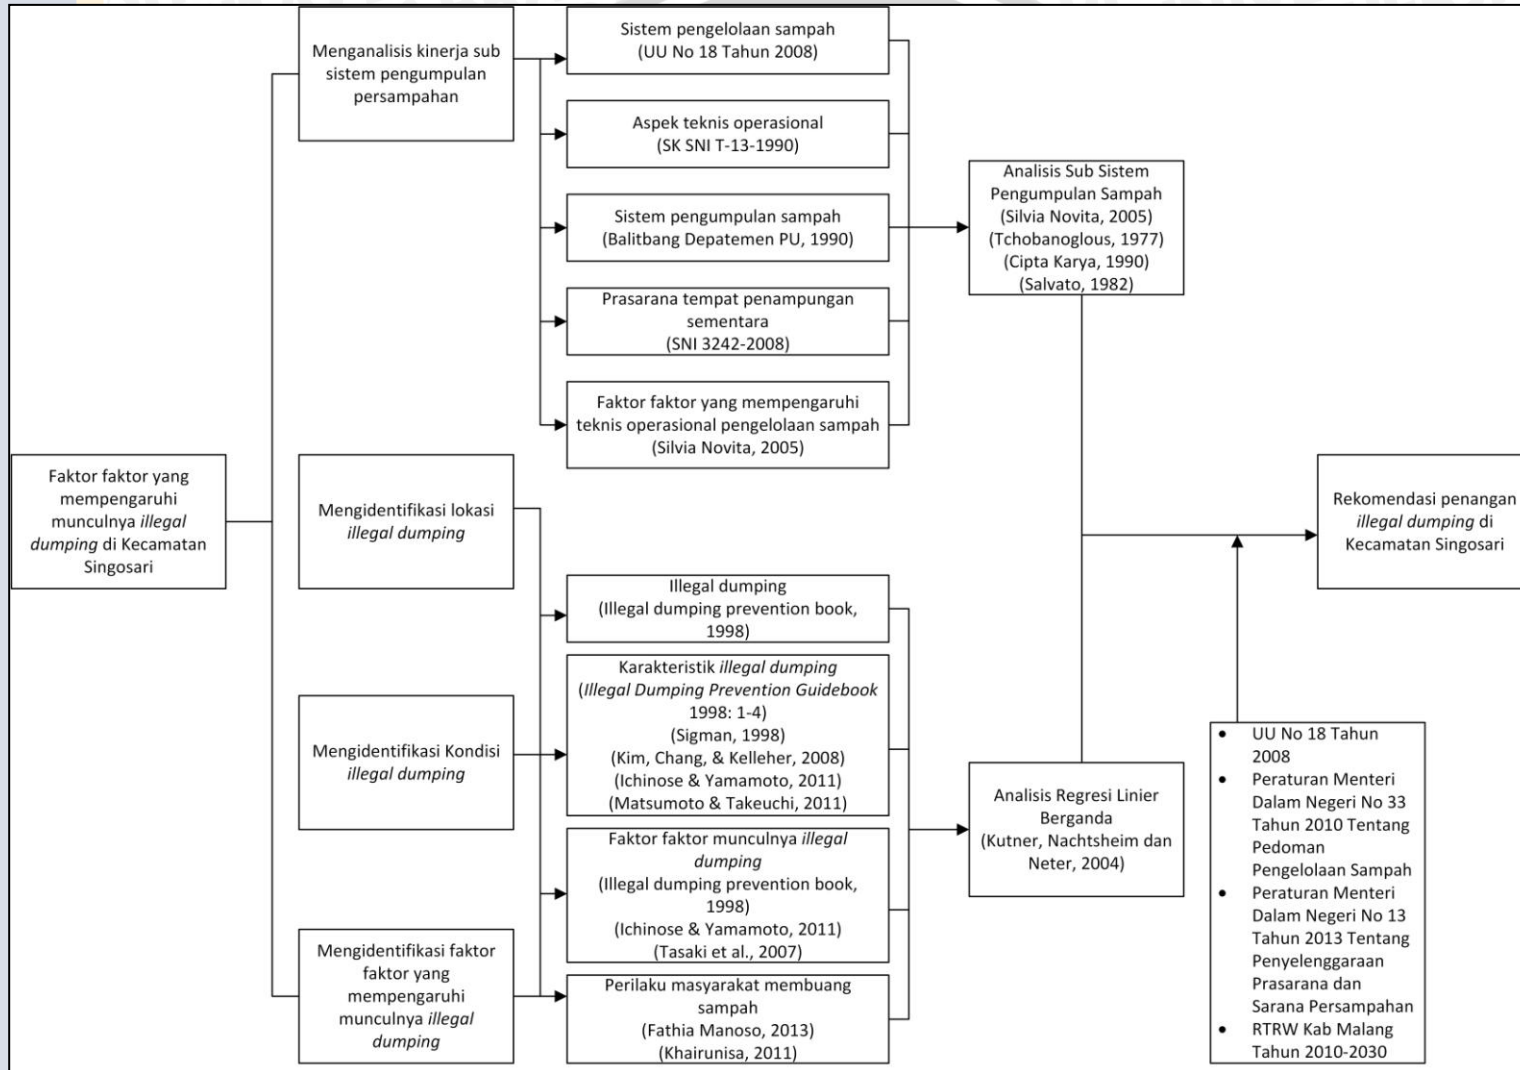 Faktor faktor yang
mempengaruhi
munculnya illegal
dumping di Kecamatan
Singosari
Menganalisis kinerja sub
sistem pengumpulan
persampahan
Mengidentifikasi lokasi
illegal dumping
Mengidentifikasi Kondisi
illegal dumping
Mengidentifikasi faktor
faktor yang
mempengaruhi
munculnya illegal
dumping
Sistem pengelolaan sampah
(UU No 18 Tahun 2008)
Aspek teknis operasional
(SK SNI T-13-1990)
Sistem pengumpulan sampah
(Balitbang Depatemen PU, 1990)
Prasarana tempat penampungan
sementara
(SNI 3242-2008)
Faktor faktor yang mempengaruhi
teknis operasional pengelolaan sampah
(Silvia Novita, 2005)
Illegal dumping
(Illegal dumping prevention book,
1998)
Karakteristik illegal dumping
(Illegal Dumping Prevention Guidebook
1998: 1-4)
(Sigman, 1998)
(Kim, Chang, & Kelleher, 2008)
(Ichinose & Yamamoto, 2011)
(Matsumoto & Takeuchi, 2011)
Faktor faktor munculnya illegal
dumping
(Illegal dumping prevention book,
1998)
(Ichinose & Yamamoto, 2011)
(Tasaki et al., 2007)
Perilaku masyarakat membuang
sampah
(Fathia Manoso, 2013)
(Khairunisa, 2011)
Analisis Sub Sistem
Pengumpulan Sampah
(Silvia Novita, 2005)
(Tchobanoglous, 1977)
(Cipta Karya, 1990)
(Salvato, 1982)
Analisis Regresi Linier
Berganda
(Kutner, Nachtsheim dan
Neter, 2004)
Rekomendasi penangan
illegal dumping di
Kecamatan Singosari
• UU No 18 Tahun
2008
• Peraturan Menteri
Dalam Negeri No 33
Tahun 2010 Tentang
Pedoman
Pengelolaan Sampah
• Peraturan Menteri
Dalam Negeri No 13
Tahun 2013 Tentang
Penyelenggaraan
Prasarana dan
Sarana Persampahan
• RTRW Kab Malang
Tahun 2010-2030